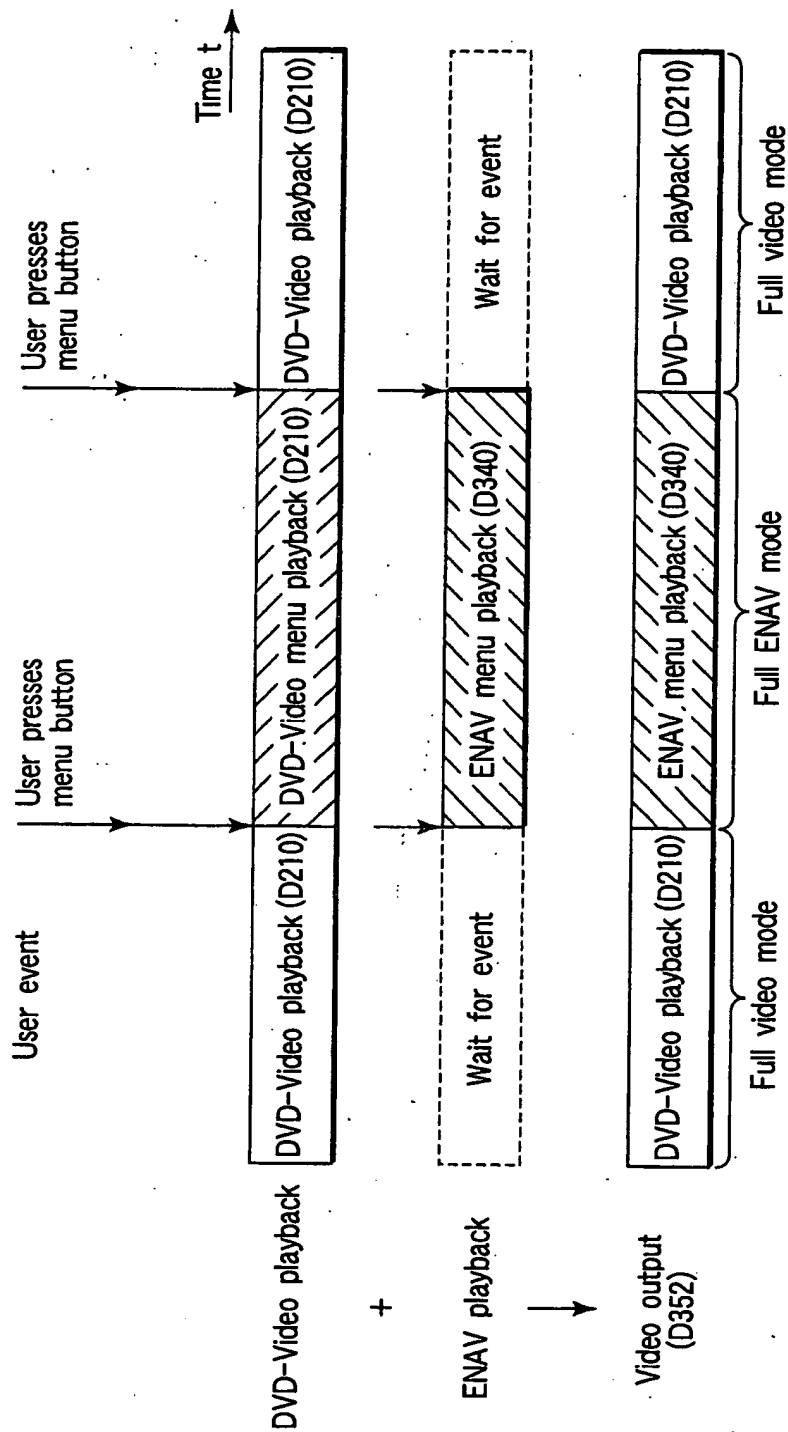 Time t
User event
User presses
menu button
User presses
menu button
DVD-Video playback
DVD-Video playback (D210)
DVD-Video menu playback (D210)
DVD-Video playback (D210)
+
ENAV playback
Wait for event
ENAV menu playback (D340)
Wait for event
Video output
(D352)
DVD-Video playback (D210)
ENAV menu playback (D340)
DVD-Video playback (D210)
Full video mode
Full ENAV mode
Full video mode